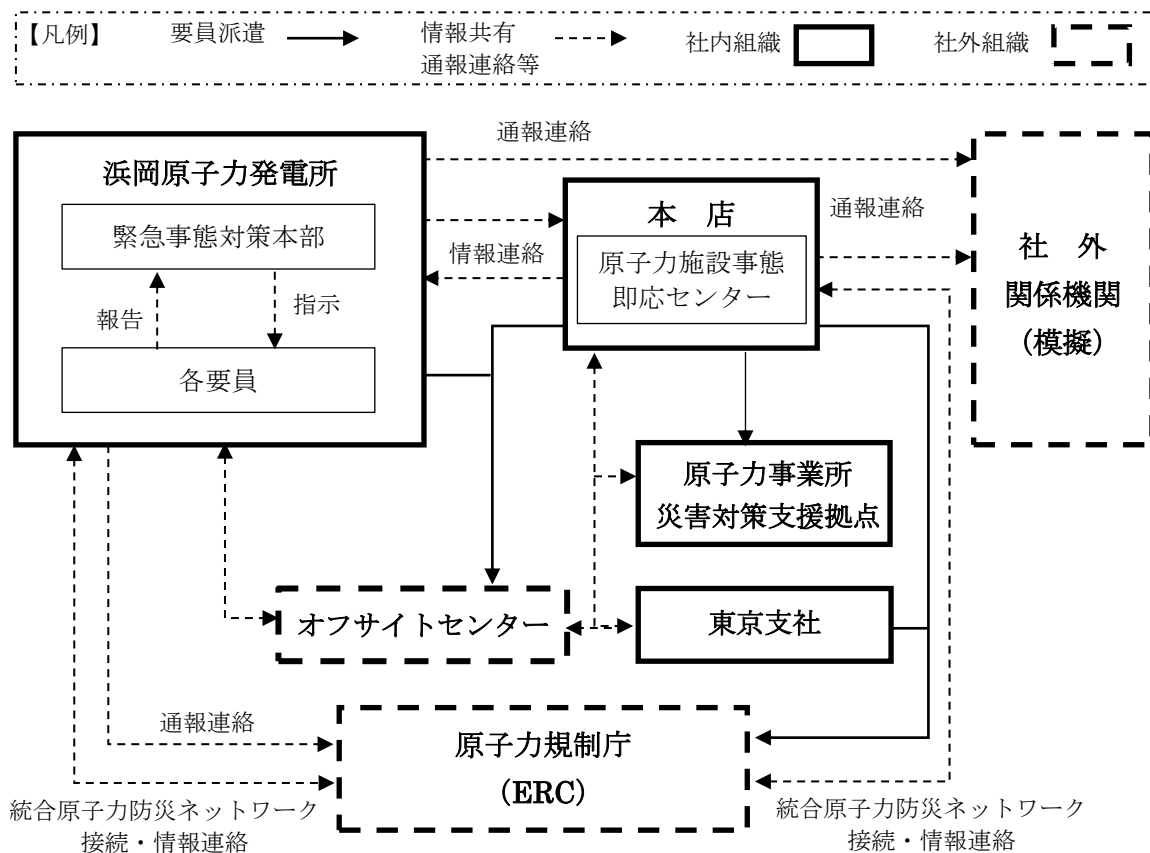 【凡例】
要員派遣
情報共有
通報連絡等
社内組織
社外組織
通報連絡
浜岡原子力発電所
緊急事態対策本部
報告
指示
各要員
情報連絡
本　店
原子力施設事態
即応センター
通報連絡
社　外
関係機関
(模擬)
原子力事業所
災害対策支援拠点
オフサイトセンター
東京支社
通報連絡
原子力規制庁
(ERC)
統合原子力防災ネットワーク
接続・情報連絡
統合原子力防災ネットワーク
接続・情報連絡